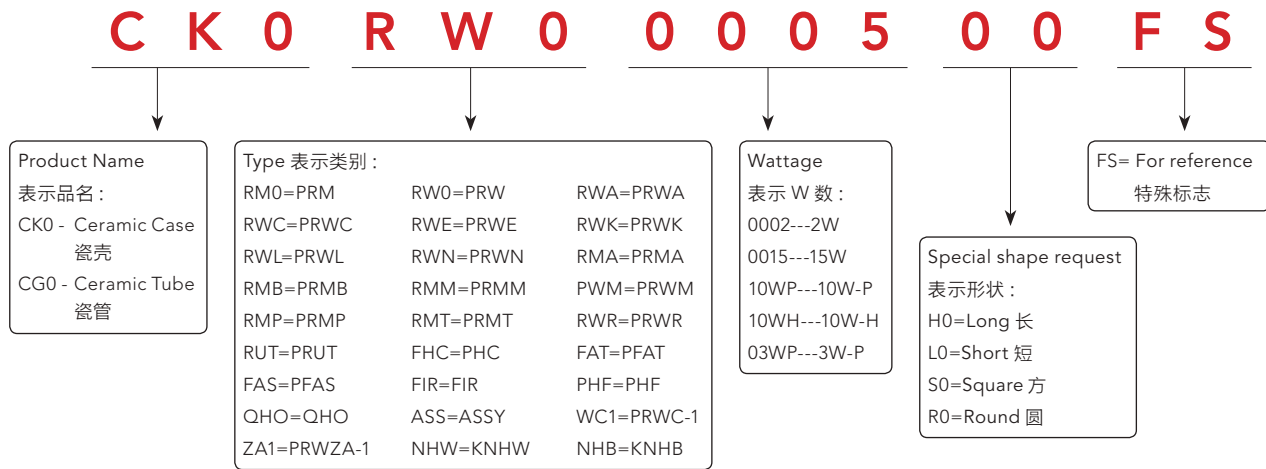 C K 0 R W 0 0 0 0 5 0 0 F S
Product Name
表示品名 :
CK0 - Ceramic Case
瓷壳
CG0 - Ceramic Tube
瓷管
Type 表示类别 :
RM0=PRM RW0=PRW RWA=PRWA
RWC=PRWC RWE=PRWE RWK=PRWK
RWL=PRWL RWN=PRWN RMA=PRMA
RMB=PRMB RMM=PRMM PWM=PRWM
RMP=PRMP RMT=PRMT RWR=PRWR
RUT=PRUT FHC=PHC FAT=PFAT
FAS=PFAS FIR=FIR PHF=PHF
QHO=QHO ASS=ASSY WC1=PRWC-1
ZA1=PRWZA-1 NHW=KNHW NHB=KNHB
Wattage
表示 W 数 :
0002---2W
0015---15W
10WP---10W-P
10WH---10W-H
03WP---3W-P
Special shape request
表示形状 :
H0=Long 长
L0=Short 短
S0=Square 方
R0=Round 圆
FS= For reference
特殊标志